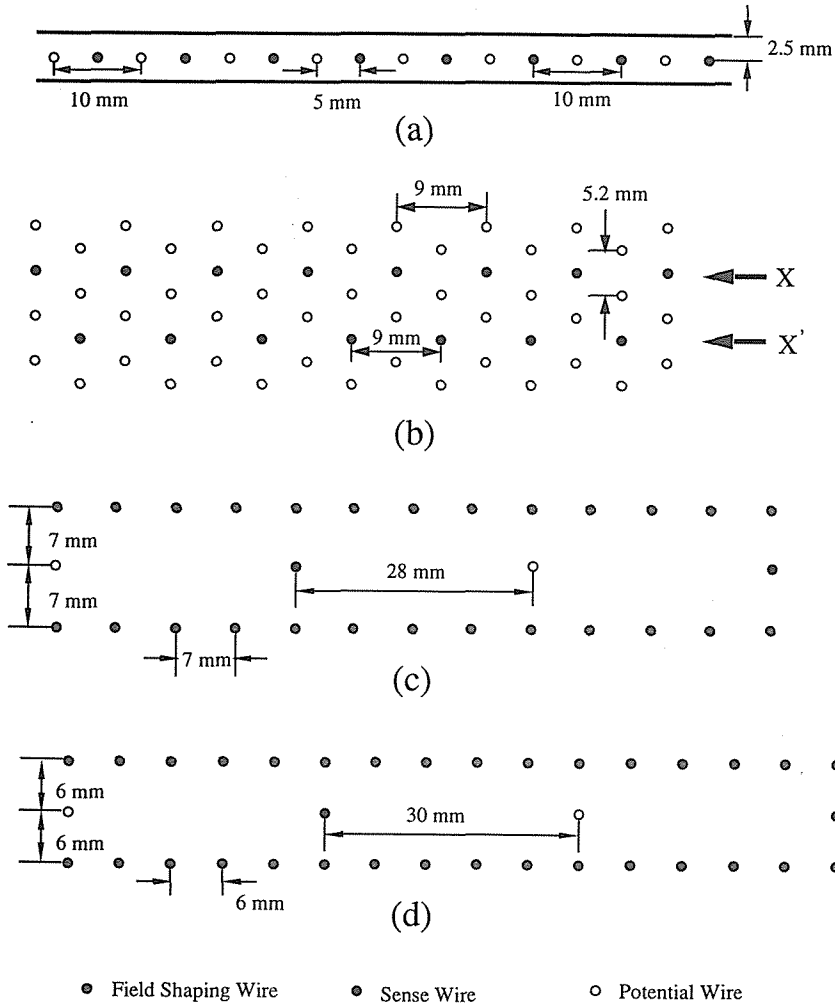 2.5 mm
10 mm
5 mm
10 mm
(a)
9 mm
5.2 mm
X
9 mm
X'
(b)
7 mm
28 mm
7 mm
7 mm
(c)
6 mm
30 mm
6 mm
6 mm
(d)
Field Shaping Wire Sense Wire Potential Wire